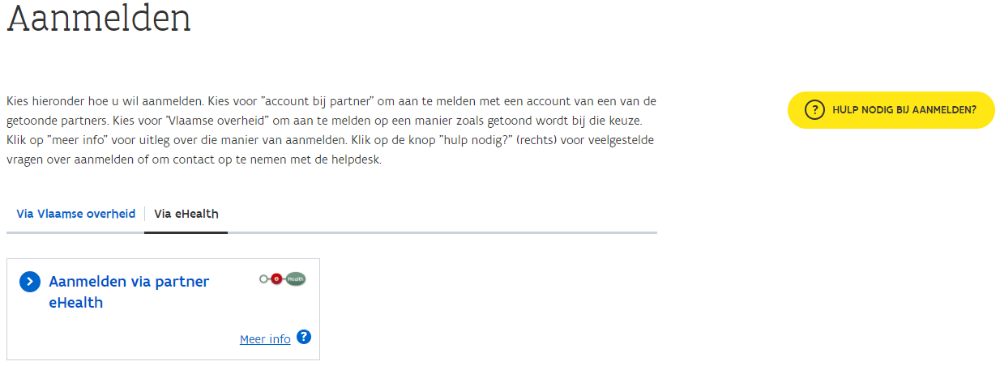 Aanmelden
Kies hieronder hoe u wil aanmelden. Kies voor "account bij partner" om aan te melden met een account van een van de
getoonde partners. Kies voor "Vlaamse overheid" om aan te melden op een manier zoals getoond wordt bij die keuze.
Klik op "meer info" voor uitleg over die manier van aanmelden. Klik op de knop "hulp nodig?" (rechts) voor veelgestelde
vragen over aanmelden of om contact op te nemen met de helpdesk.
? HULP NODIG BIJ AANMELDEN?
Via Vlaamse overheid
Via eHealth
Aanmelden via partner
eHealth
e Health
Meer info ?